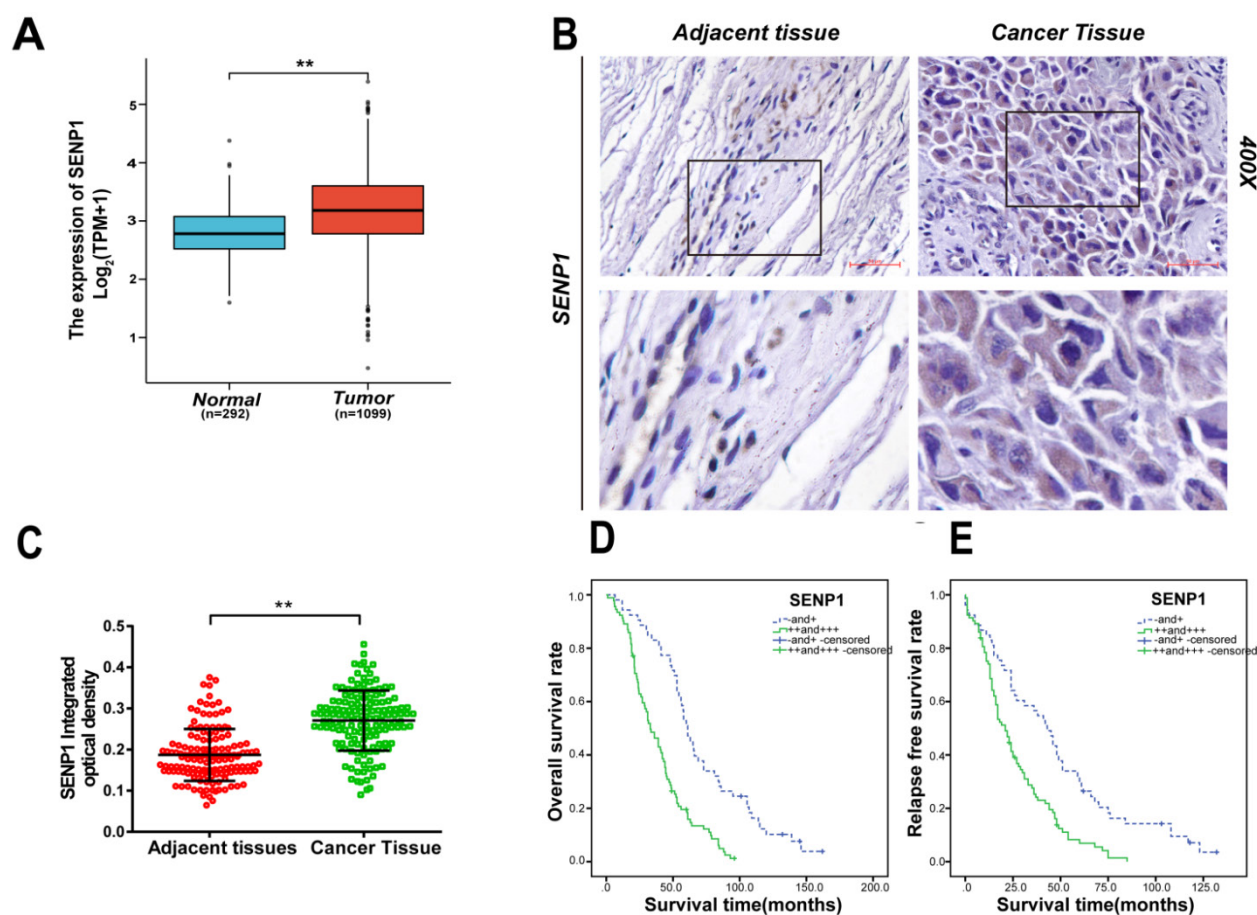 A
**
The expression of SENP1
Log₂(TPM+1)
5
4
3
2
1
Normal
(n=292)
Tumor
(n=1099)
B
Adjacent tissue
Cancer Tissue
SENP1
400X
C
**
SENP1 Integrated
optical density
0.5
0.4
0.3
0.2
0.1
0.0
Adjacent tissues
Cancer Tissue
D
SENP1
-and+
++and+++
-and+ -censored
++and+++ -censored
Overall survival rate
1.0
0.8
0.6
0.4
0.2
0.0
.0
50.0
100.0
150.0
200.0
Survival time(months)
E
SENP1
-and+
++and+++
-and+ -censored
++and+++ -censored
Relapse free survival rate
1.0
0.8
0.6
0.4
0.2
0.0
.0
25.0
50.0
75.0
100.0
125.0
Survival time(months)